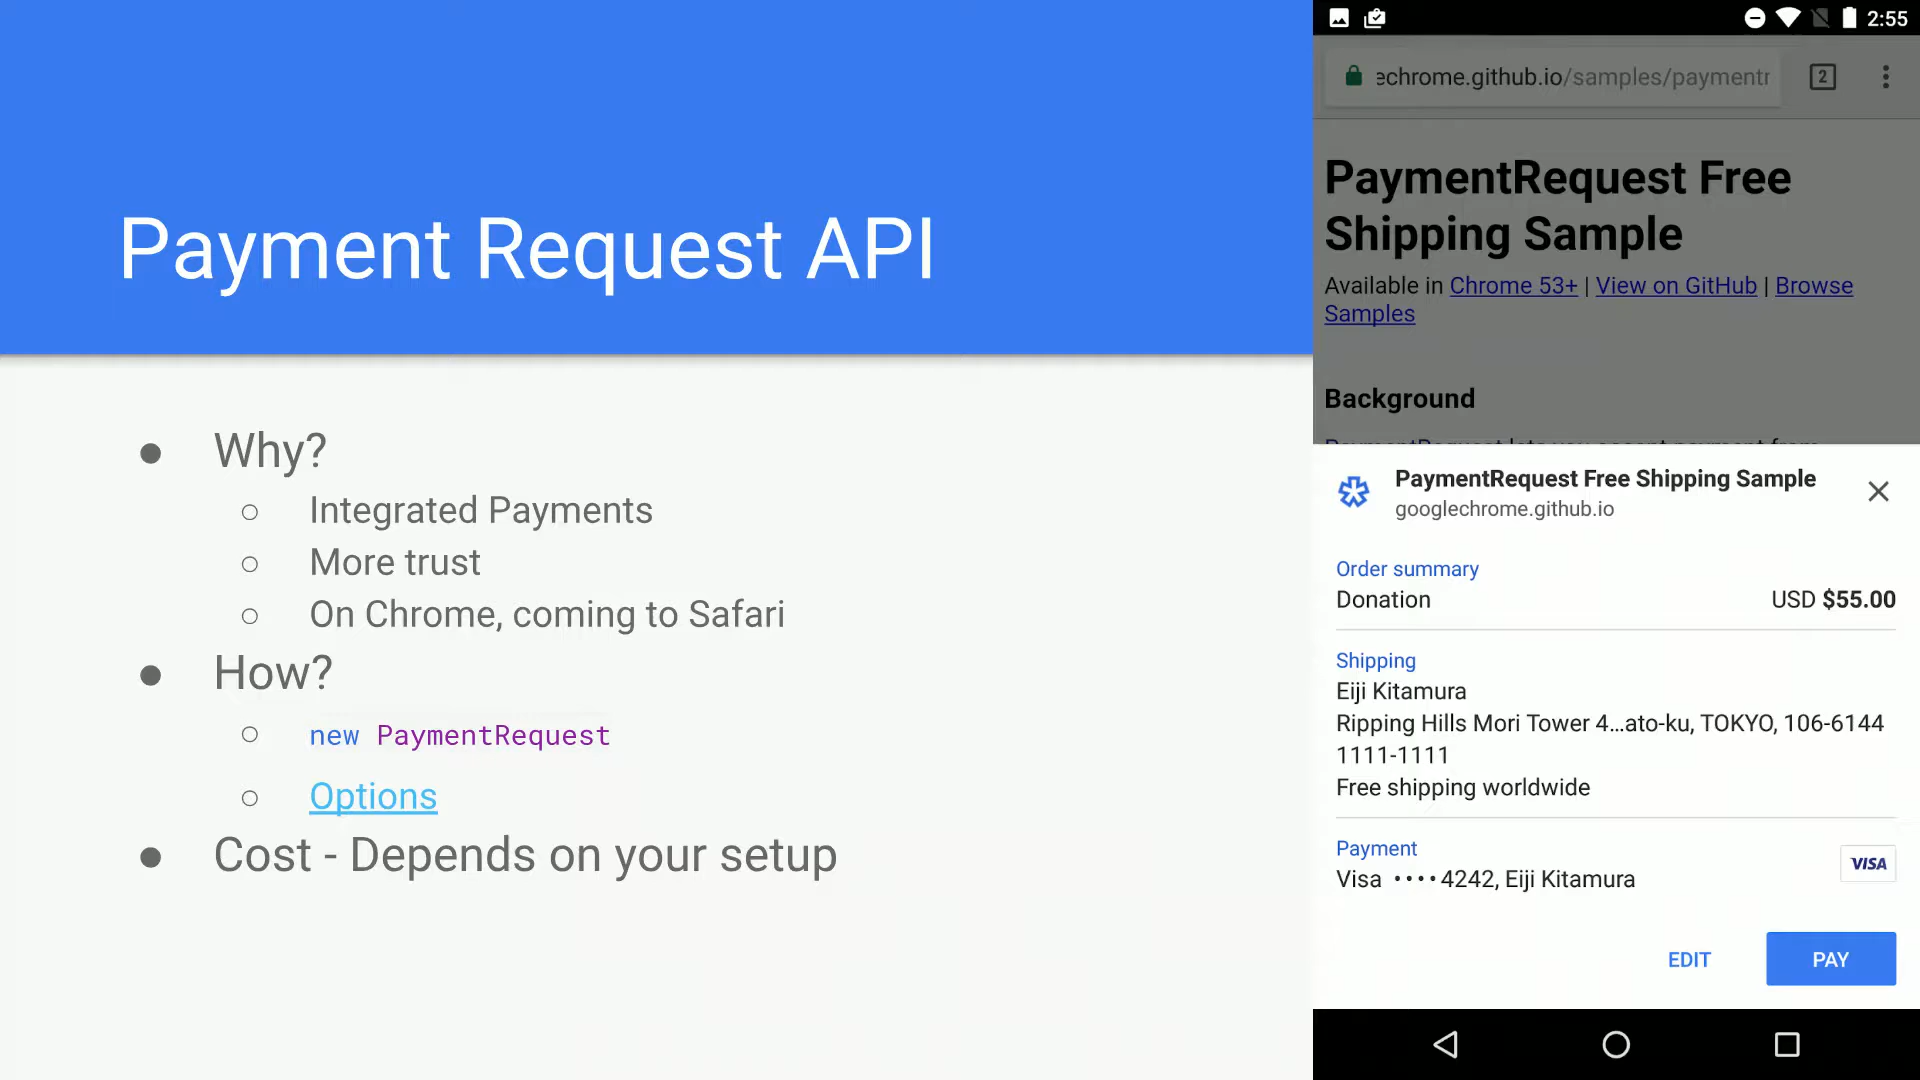 Payment Request API
Why?
Integrated Payments
More trust
On Chrome, coming to Safari
How?
new PaymentRequest
Options
Cost - Depends on your setup
2:55
echrome.github.io/samples/paymentr
2
PaymentRequest Free
Shipping Sample
Available in Chrome 53+ | View on GitHub | Browse
Samples
Background
PaymentRequest Free Shipping Sample
googlechrome.github.io
Order summary
Donation USD $55.00
Shipping
Eiji Kitamura
Ripping Hills Mori Tower 4...ato-ku, TOKYO, 106-6144
1111-1111
Free shipping worldwide
Payment
Visa ••••4242, Eiji Kitamura
VISA
EDIT PAY